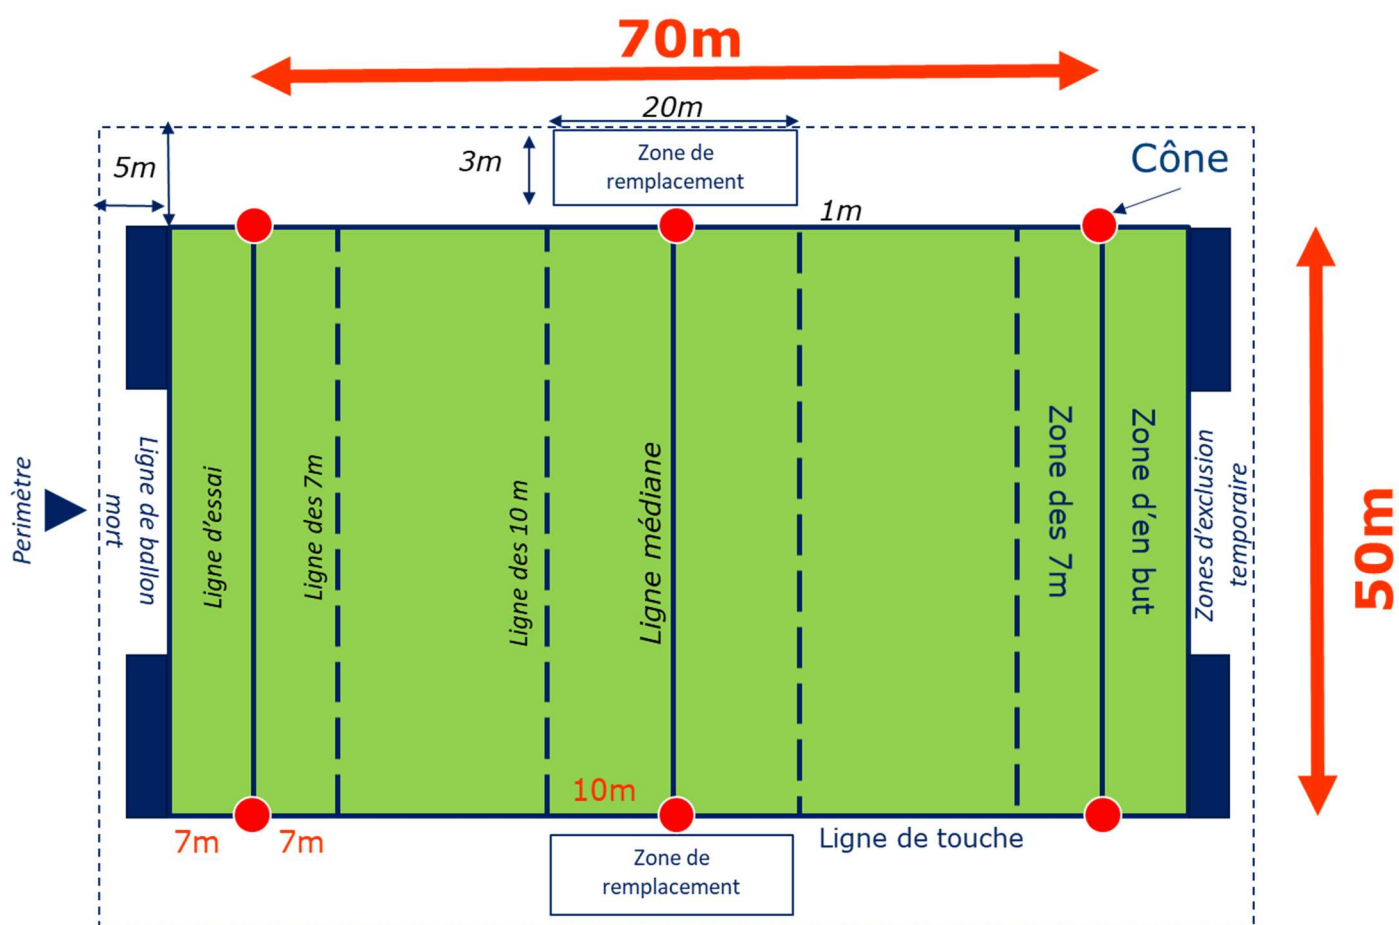 70m
20m
5m
3m
Zone de
remplacement
Cône
1m
Perimètre
Ligne de ballon
mort
Ligne d'essai
Ligne des 7m
Ligne des 10 m
Ligne médiane
Zone des 7m
Zone d'en but
Zones d'exclusion
temporaire
50m
10m
7m
7m
Ligne de touche
Zone de
remplacement